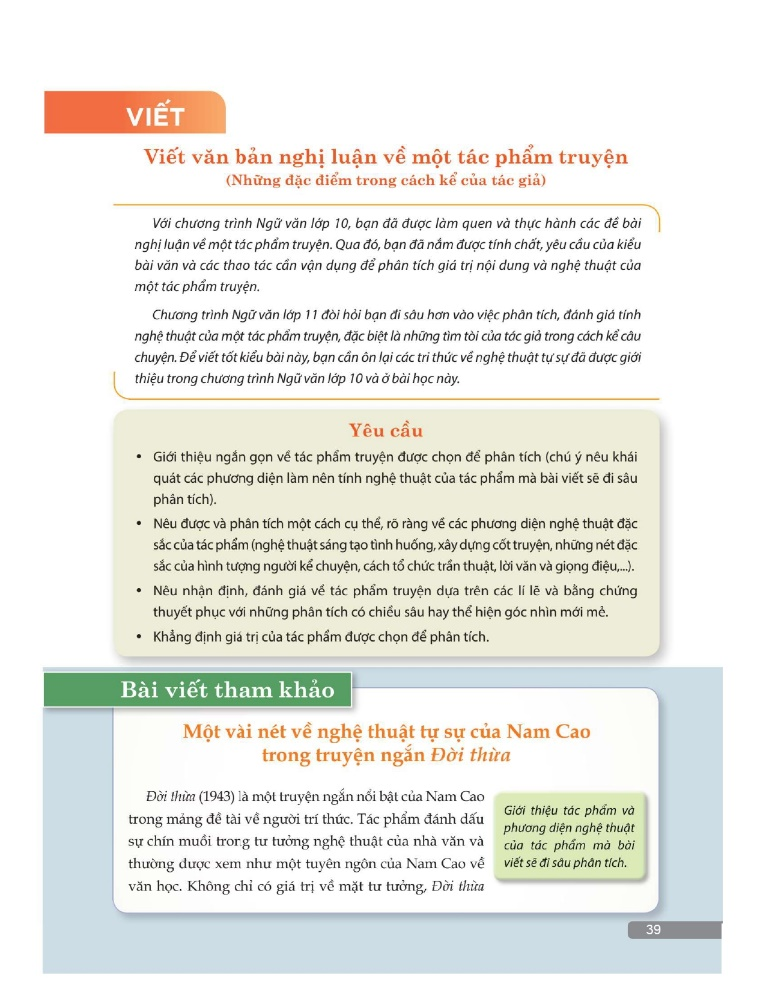 VIẾT
Viết văn bản nghị luận về một tác phẩm truyện
(Những đặc điểm trong cách kể của tác giả)
Với chương trình Ngữ văn lớp 10, bạn đã được làm quen và thực hành các đề bài
nghị luận về một tác phẩm truyện. Qua đó, bạn đã nắm được tính chất, yêu cầu của kiểu
bài văn và các thao tác cần vận dụng để phân tích giá trị nội dung và nghệ thuật của
một tác phẩm truyện.
Chương trình Ngữ văn lớp 11 đòi hỏi bạn đi sâu hơn vào việc phân tích, đánh giá tính
nghệ thuật của một tác phẩm truyện, đặc biệt là những tìm tòi của tác giả trong cách kể câu
chuyện. Để viết tốt kiểu bài này, bạn cần ôn lại các tri thức về nghệ thuật tự sự đã được giới
thiệu trong chương trình Ngữ văn lớp 10 và ở bài học này.
Yêu cầu
• Giới thiệu ngắn gọn về tác phẩm truyện được chọn để phân tích (chú ý nêu khái
quát các phương diện làm nên tính nghệ thuật của tác phẩm mà bài viết sẽ đi sâu
phân tích).
• Nêu được và phân tích một cách cụ thể, rõ ràng về các phương diện nghệ thuật đặc
sắc của tác phẩm (nghệ thuật sáng tạo tình huống, xây dựng cốt truyện, những nét đặc
sắc của hình tượng người kể chuyện, cách tổ chức trần thuật, lời văn và giọng điệu,...).
• Nêu nhận định, đánh giá về tác phẩm truyện dựa trên các lí lẽ và bằng chứng
thuyết phục với những phân tích có chiều sâu hay thể hiện góc nhìn mới mẻ.
• Khẳng định giá trị của tác phẩm được chọn để phân tích.
Bài viết tham khảo
Một vài nét về nghệ thuật tự sự của Nam Cao
trong truyện ngắn Đời thừa
Đời thừa (1943) là một truyện ngắn nổi bật của Nam Cao
trong mảng đề tài về người trí thức. Tác phẩm đánh dấu
sự chín muồi trong tư tưởng nghệ thuật của nhà văn và
thường được xem như một tuyên ngôn của Nam Cao về
văn học. Không chỉ có giá trị về mặt tư tưởng, Đời thừa
Giới thiệu tác phẩm và
phương diện nghệ thuật
của tác phẩm mà bài
viết sẽ đi sâu phân tích.
39